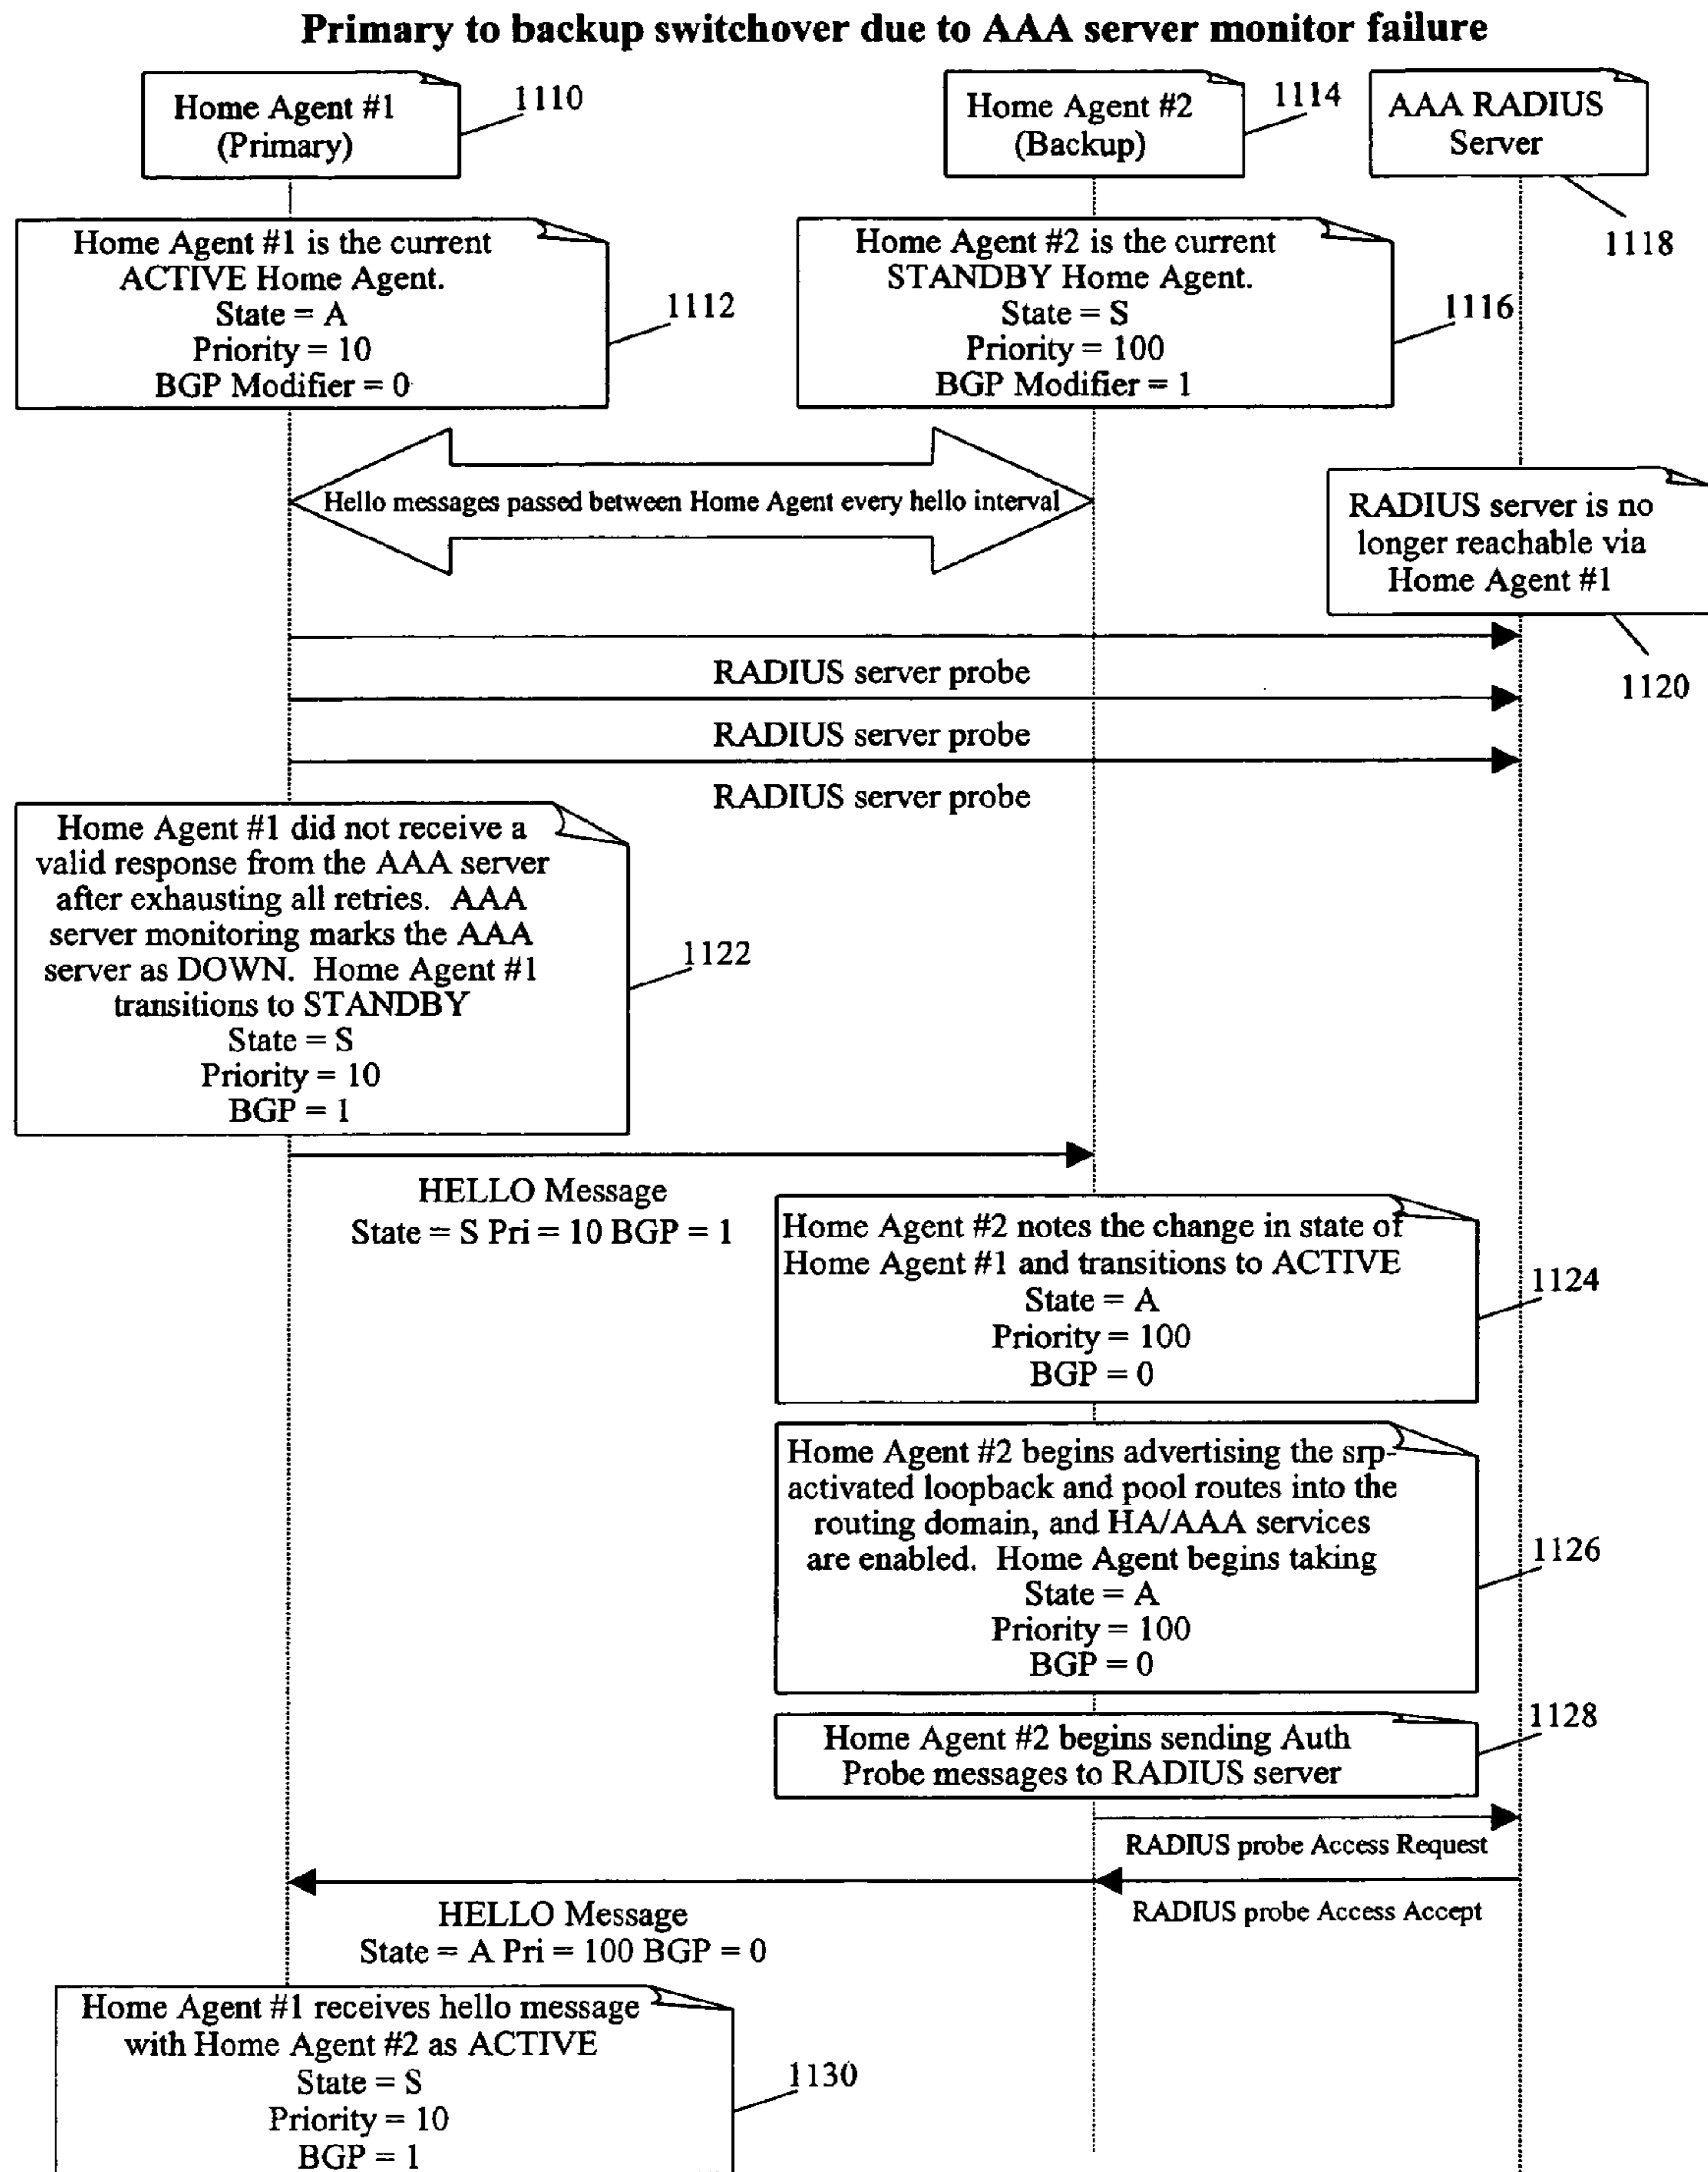 Primary to backup switchover due to AAA server monitor failure
Home Agent #1
(Primary)
1110
Home Agent #2
(Backup)
1114
AAA RADIUS
Server
1118
Home Agent #1 is the current
ACTIVE Home Agent.
State = A
Priority = 10
BGP Modifier = 0
1112
Home Agent #2 is the current
STANDBY Home Agent.
State = S
Priority = 100
BGP Modifier = 1
1116
Hello messages passed between Home Agent every hello interval
RADIUS server is no
longer reachable via
Home Agent #1
1120
RADIUS server probe
RADIUS server probe
RADIUS server probe
Home Agent #1 did not receive a
valid response from the AAA server
after exhausting all retries. AAA
server monitoring marks the AAA
server as DOWN. Home Agent #1
transitions to STANDBY
State = S
Priority = 10
BGP = 1
1122
HELLO Message
State = S Pri = 10 BGP = 1
Home Agent #2 notes the change in state of
Home Agent #1 and transitions to ACTIVE
State = A
Priority = 100
BGP = 0
1124
Home Agent #2 begins advertising the srp-
activated loopback and pool routes into the
routing domain, and HA/AAA services
are enabled. Home Agent begins taking
State = A
Priority = 100
BGP = 0
1126
Home Agent #2 begins sending Auth
Probe messages to RADIUS server
1128
RADIUS probe Access Request
HELLO Message
State = A Pri = 100 BGP = 0
RADIUS probe Access Accept
Home Agent #1 receives hello message
with Home Agent #2 as ACTIVE
State = S
Priority = 10
BGP = 1
1130